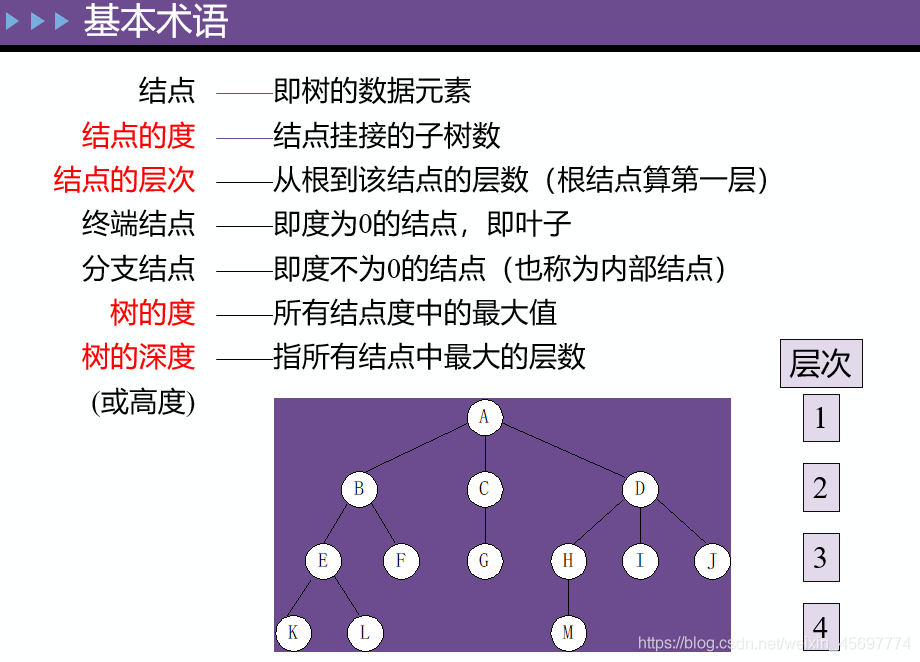 基本术语
结点 ——即树的数据元素
结点的度 ——结点挂接的子树数
结点的层次 ——从根到该结点的层数（根结点算第一层）
终端结点 ——即度为0的结点，即叶子
分支结点 ——即度不为0的结点（也称为内部结点）
树的度 ——所有结点度中的最大值
树的深度 ——指所有结点中最大的层数
(或高度)
层次
A
1
B C D
2
E F G H I J
3
K L M
4
https://blog.csdn.net/weixin_45697774